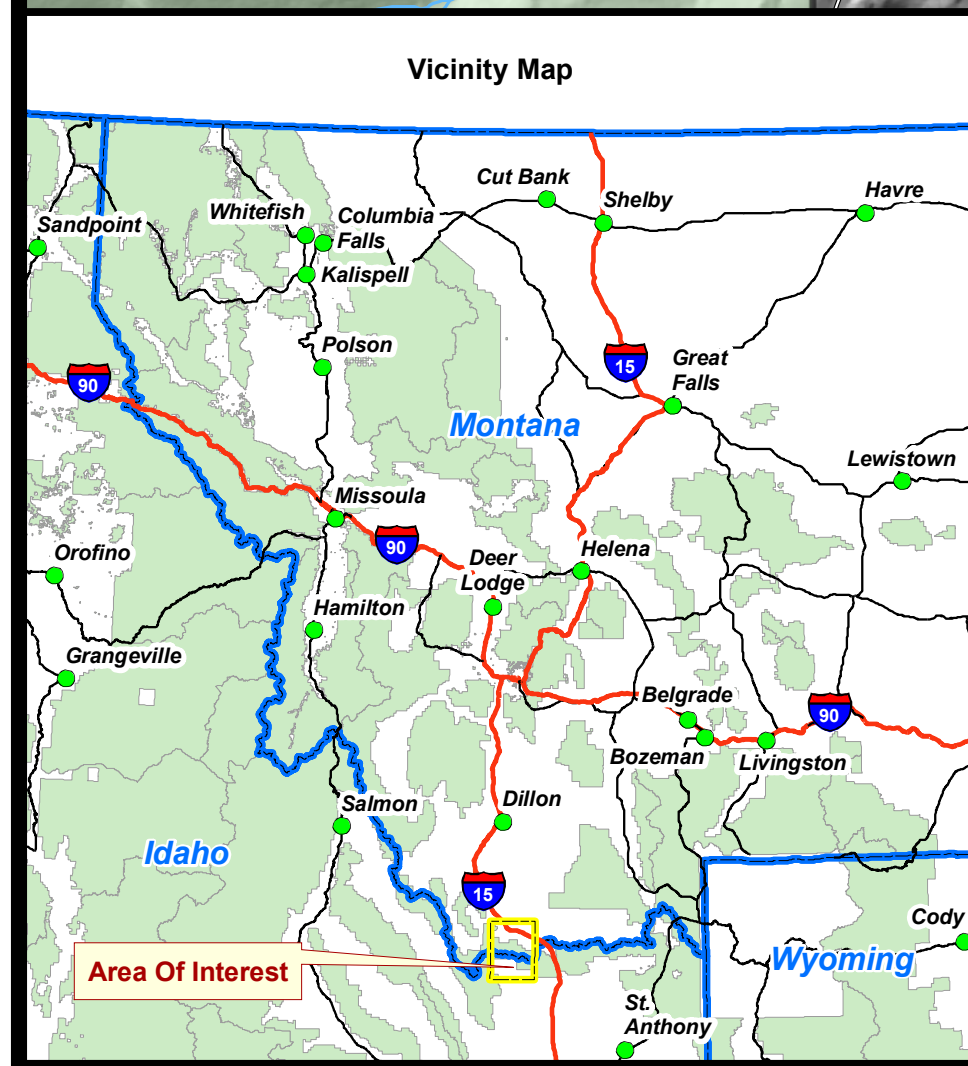 Vicinity Map
Cut Bank
Shelby
Havre
Whitefish
Columbia
Falls
Sandpoint
Kalispell
Polson
90
15
Great
Falls
Montana
Lewistown
Missoula
90
Deer
Lodge
Helena
Orofino
Hamilton
Grangeville
Belgrade
90
Bozeman
Livingston
Salmon
Dillon
Idaho
15
Cody
Area Of Interest
Wyoming
St.
Anthony